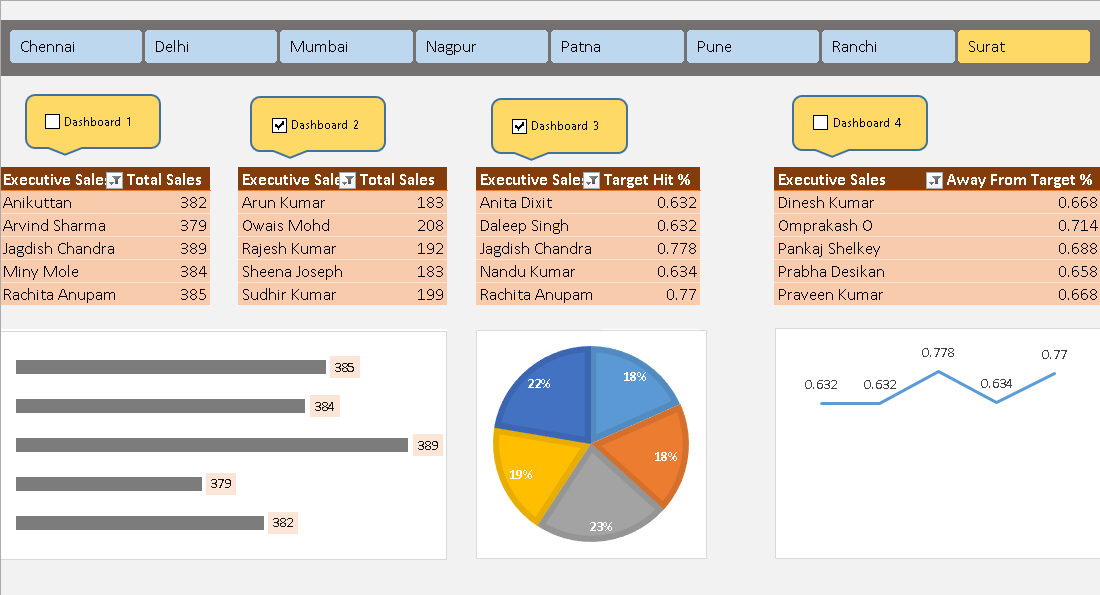 Chennai Delhi Mumbai Nagpur Patna Pune Ranchi Surat
Dashboard 1
Dashboard 2
Dashboard 3
Dashboard 4
Executive Sales Total Sales
Anikuttan 382
Arvind Sharma 379
Jagdish Chandra 389
Miny Mole 384
Rachita Anupam 385
Executive Sale Total Sales
Arun Kumar 183
Owais Mohd 208
Rajesh Kumar 192
Sheena Joseph 183
Sudhir Kumar 199
Executive Sales Target Hit %
Anita Dixit 0.632
Daleep Singh 0.632
Jagdish Chandra 0.778
Nandu Kumar 0.634
Rachita Anupam 0.77
Executive Sales Away From Target %
Dinesh Kumar 0.668
Omprakash O 0.714
Pankaj Shelkey 0.688
Prabha Desikan 0.658
Praveen Kumar 0.668
385
384
389
379
382
22% 18%
18%
19%
23%
0.632 0.632 0.778 0.634 0.77